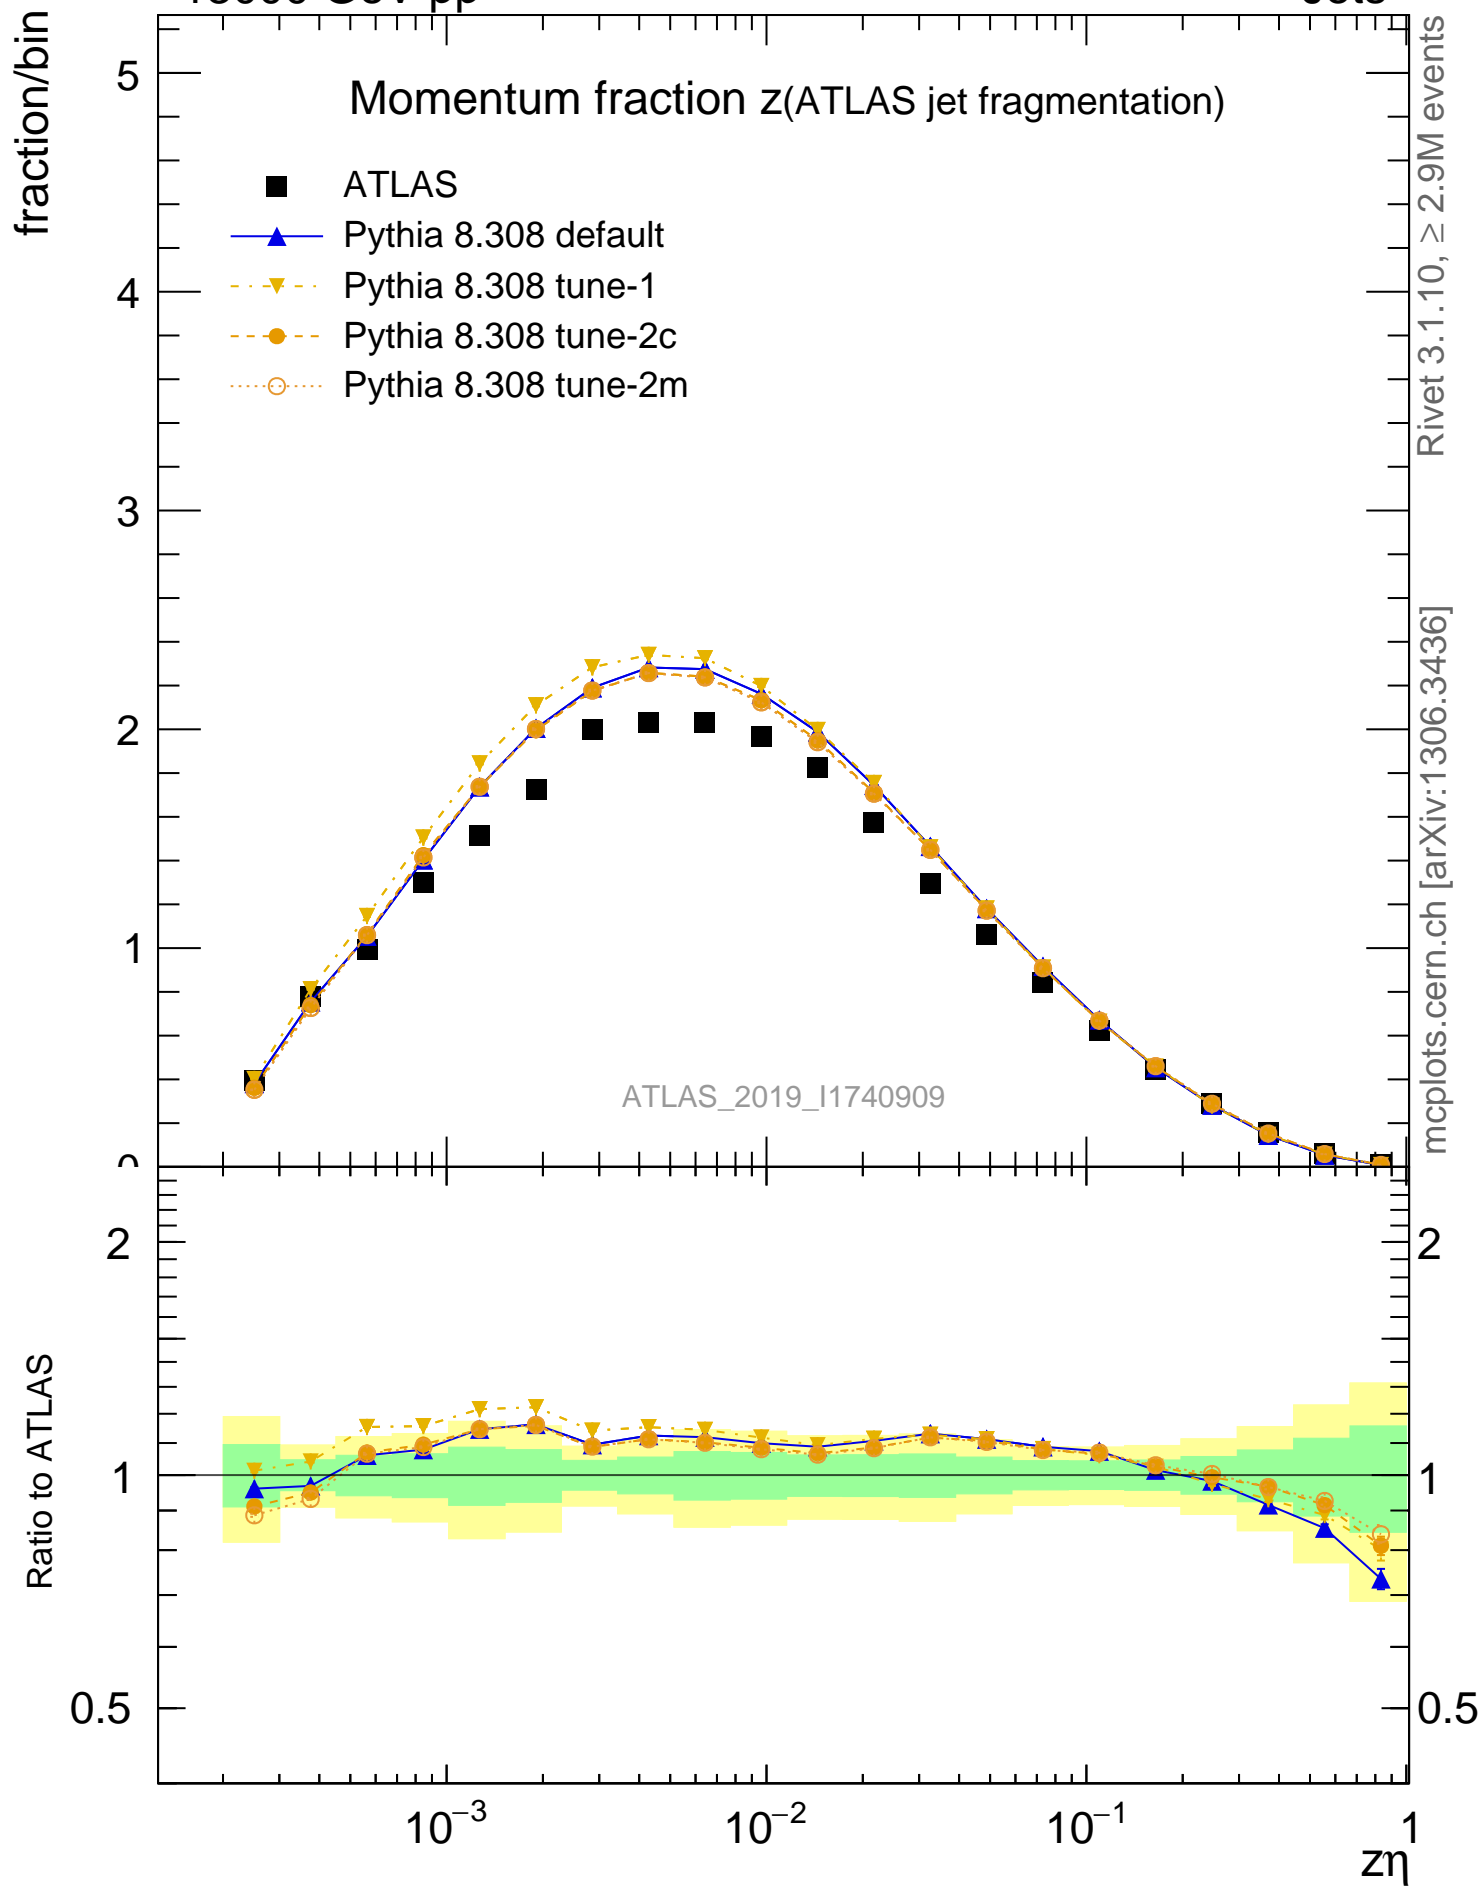 fraction/bin
5
4
3
2
1
Momentum fraction z(ATLAS jet fragmentation)
ATLAS
Pythia 8.308 default
Pythia 8.308 tune-1
Pythia 8.308 tune-2c
Pythia 8.308 tune-2m
ATLAS_2019_I1740909
Rivet 3.1.10, ≥ 2.9M events
mcplots.cern.ch [arXiv:1306.3436]
Ratio to ATLAS
2
1
0.5
2
1
0.5
10⁻³ 10⁻² 10⁻¹ 1
zη